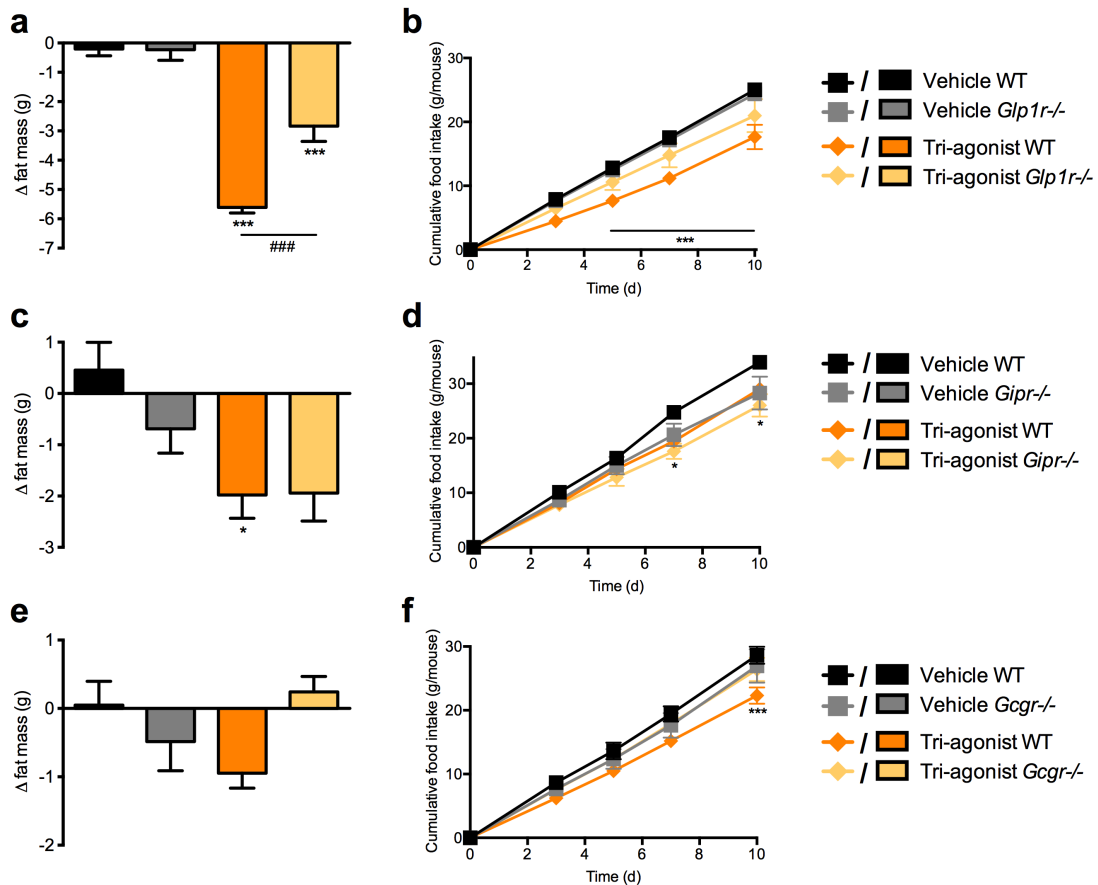 a
Δ fat mass (g)
0
-1
-2
-3
-4
-5
-6
-7
***
***
###
b
Cumulative food intake (g/mouse)
30
20
10
0
0 2 4 6 8 10
***
Time (d)
/ Vehicle WT
/ Vehicle Glp1r-/-
/ Tri-agonist WT
/ Tri-agonist Glp1r-/-
c
Δ fat mass (g)
1
0
-1
-2
-3
*
d
Cumulative food intake (g/mouse)
30
20
10
0
0 2 4 6 8 10
*
*
Time (d)
/ Vehicle WT
/ Vehicle Gipr-/-
/ Tri-agonist WT
/ Tri-agonist Gipr-/-
e
Δ fat mass (g)
1
0
-1
-2
f
Cumulative food intake (g/mouse)
30
20
10
0
0 2 4 6 8 10
***
Time (d)
/ Vehicle WT
/ Vehicle Gcgr-/-
/ Tri-agonist WT
/ Tri-agonist Gcgr-/-